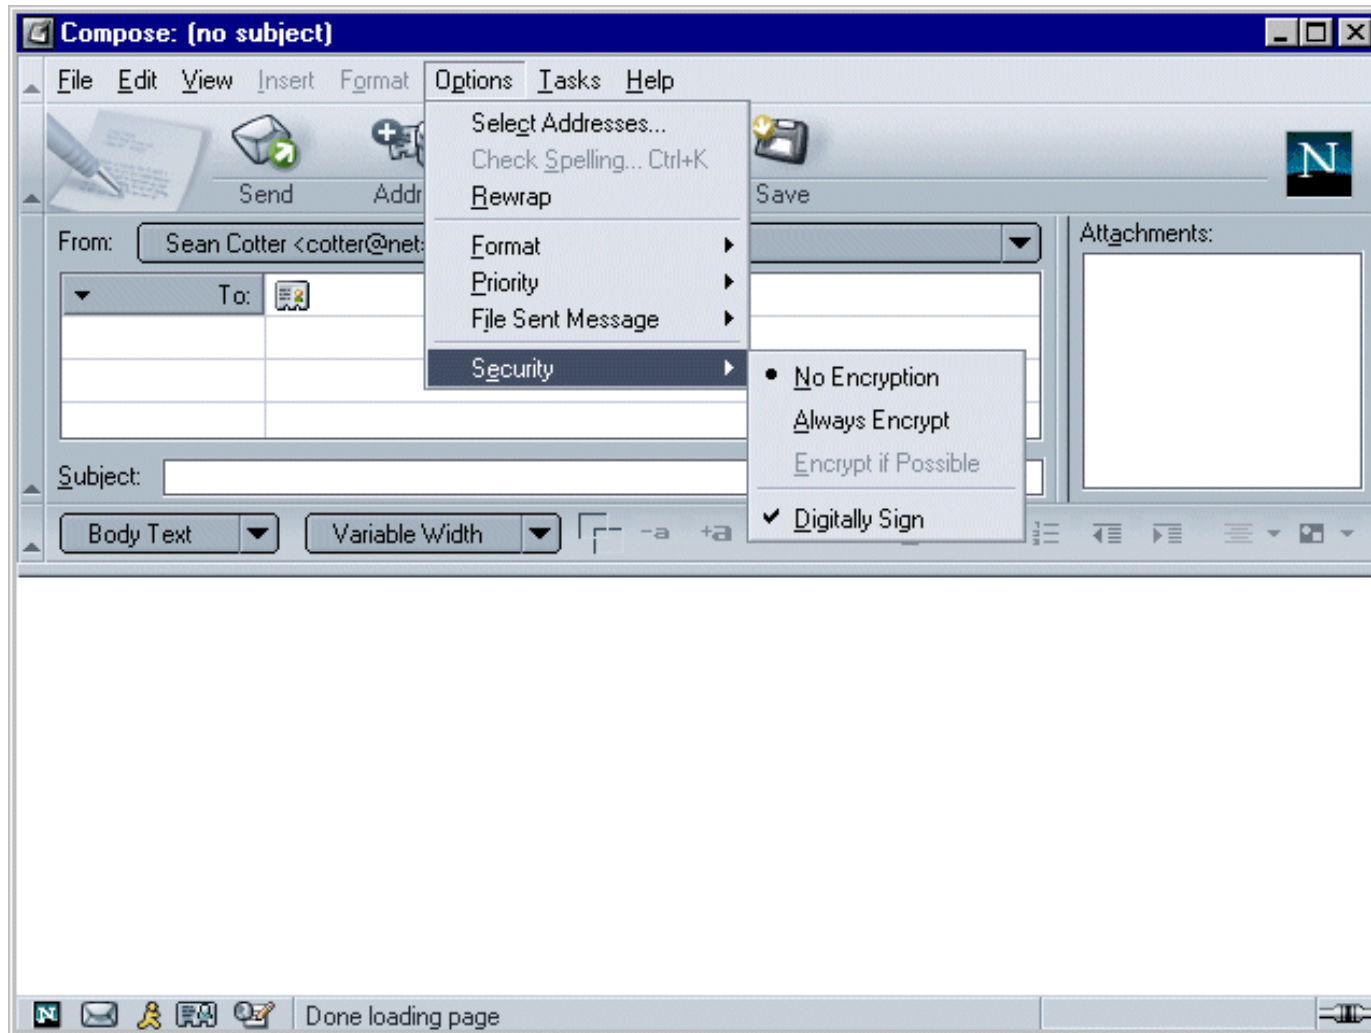 Compose: (no subject)
File Edit View Insert Format Options Tasks Help
Select Addresses...
Check Spelling... Ctrl+K
Rewrap
Send Addr Save
N
From: Sean Cotter <cotter@net
Format
Attachments:
Priority
To:
File Sent Message
Security
No Encryption
Always Encrypt
Encrypt if Possible
Subject:
Digitally Sign
Body Text Variable Width -a +a
N Done loading page